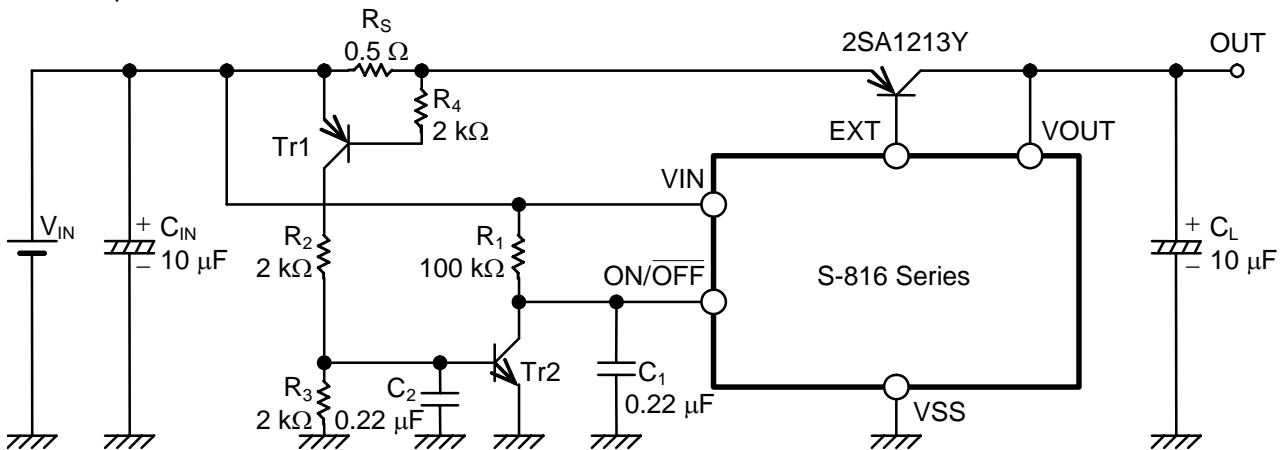 RS
0.5 Ω
2SA1213Y
OUT
R4
2 kΩ
Tr1
EXT
VOUT
VIN
VIN
+ CIN
− 10 µF
R2
2 kΩ
R1
100 kΩ
ON/OFF
S-816 Series
+ CL
− 10 µF
Tr2
R3
2 kΩ
C2
0.22 µF
C1
0.22 µF
VSS